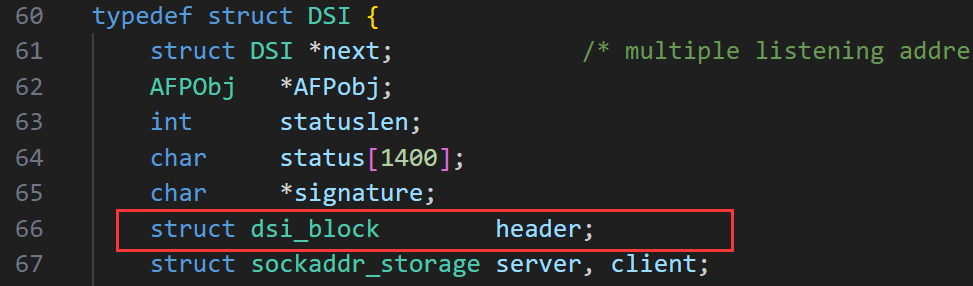 60 typedef struct DSI {
61 struct DSI *next; /* multiple listening addre
62 AFPObj *AFPobj;
63 int statuslen;
64 char status[1400];
65 char *signature;
66 struct dsi_block header;
67 struct sockaddr_storage server, client;